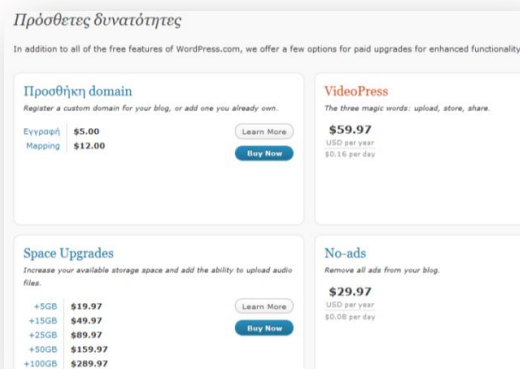 Πρόσθετες δυνατότητες
In addition to all of the free features of WordPress.com, we offer a few options for paid upgrades for enhanced functionality
Προσθήκη domain
Register a custom domain for your blog, or add one you already own.
Εγγραφή $5.00
Mapping $12.00
Learn More
Buy Now
VideoPress
The three magic words: upload, store, share.
$59.97
USD per year
$0.16 per day
Space Upgrades
Increase your available storage space and add the ability to upload audio
files.
+5GB $19.97
+15GB $49.97
+25GB $89.97
+50GB $159.97
+100GB $289.97
Learn More
Buy Now
No-ads
Remove all ads from your blog.
$29.97
USD per year
$0.08 per day